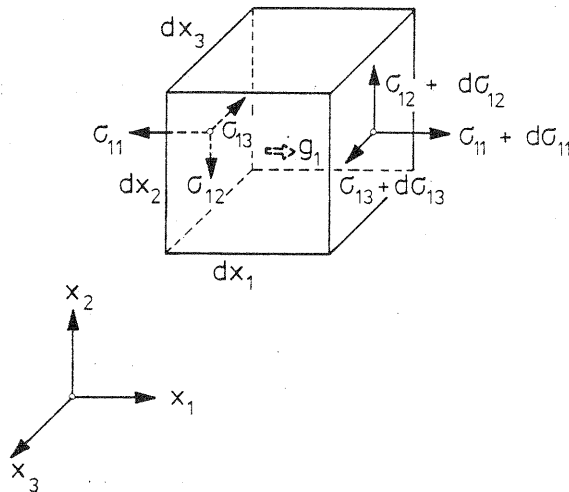 dx₃
σ₁₂ + dσ₁₂
σ₁₁
σ₁₃
g₁
σ₁₁ + dσ₁₁
dx₂
σ₁₂
σ₁₃ + dσ₁₃
dx₁
x₂
x₁
x₃